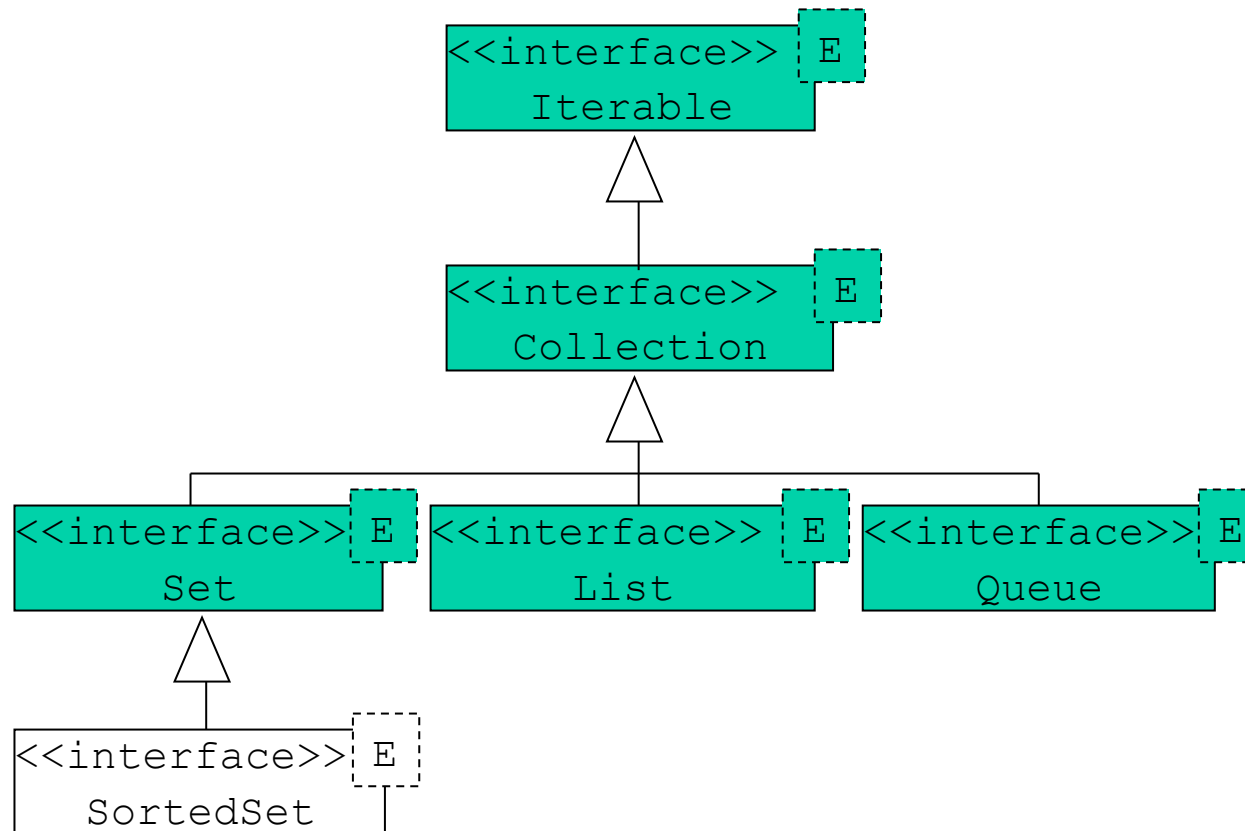 <<interface>> E
Iterable
<<interface>> E
Collection
<<interface>> E
Set
<<interface>> E
List
<<interface>> E
Queue
<<interface>> E
SortedSet